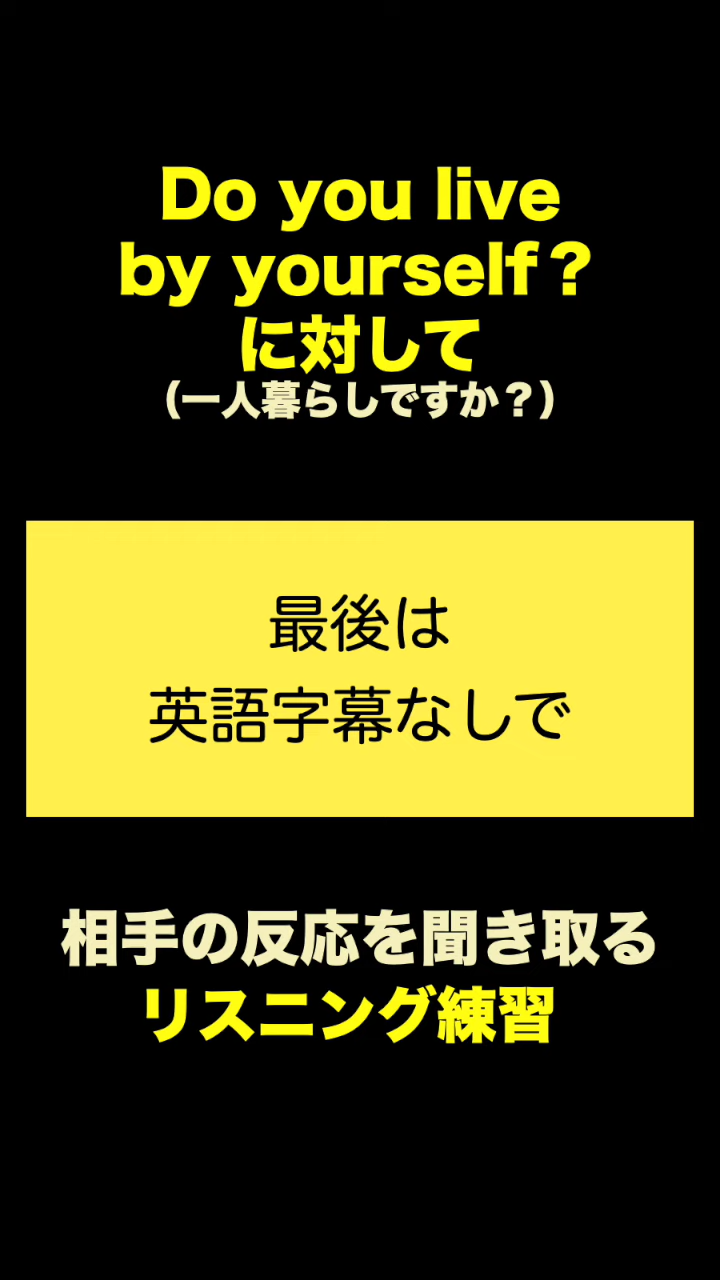 Do you live
by yourself？
に対して
（一人暮らしですか？）
最後は
英語字幕なしで
相手の反応を聞き取る
リスニング練習